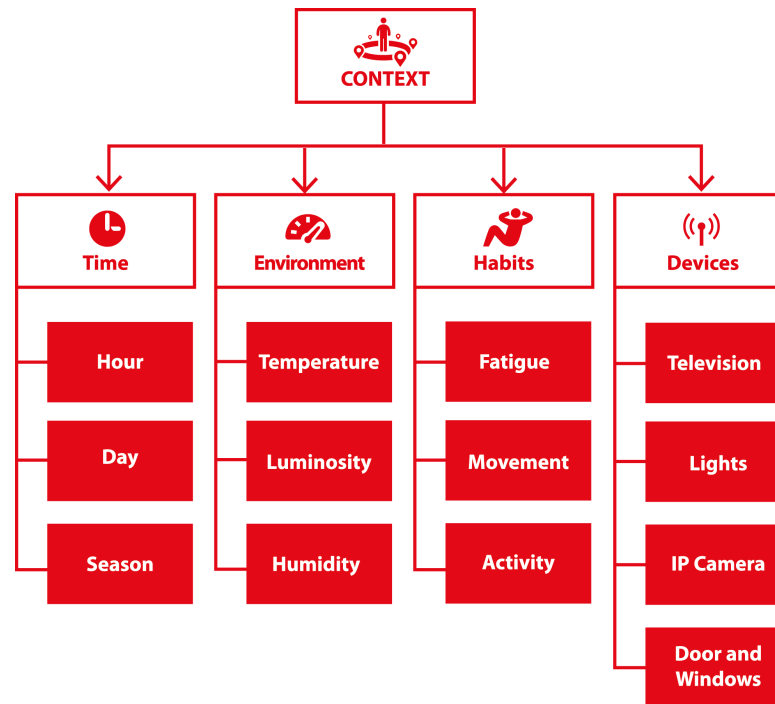 CONTEXT
Time
Environment
Habits
Devices
Hour
Temperature
Fatigue
Television
Day
Luminosity
Movement
Lights
Season
Humidity
Activity
IP Camera
Door and
Windows